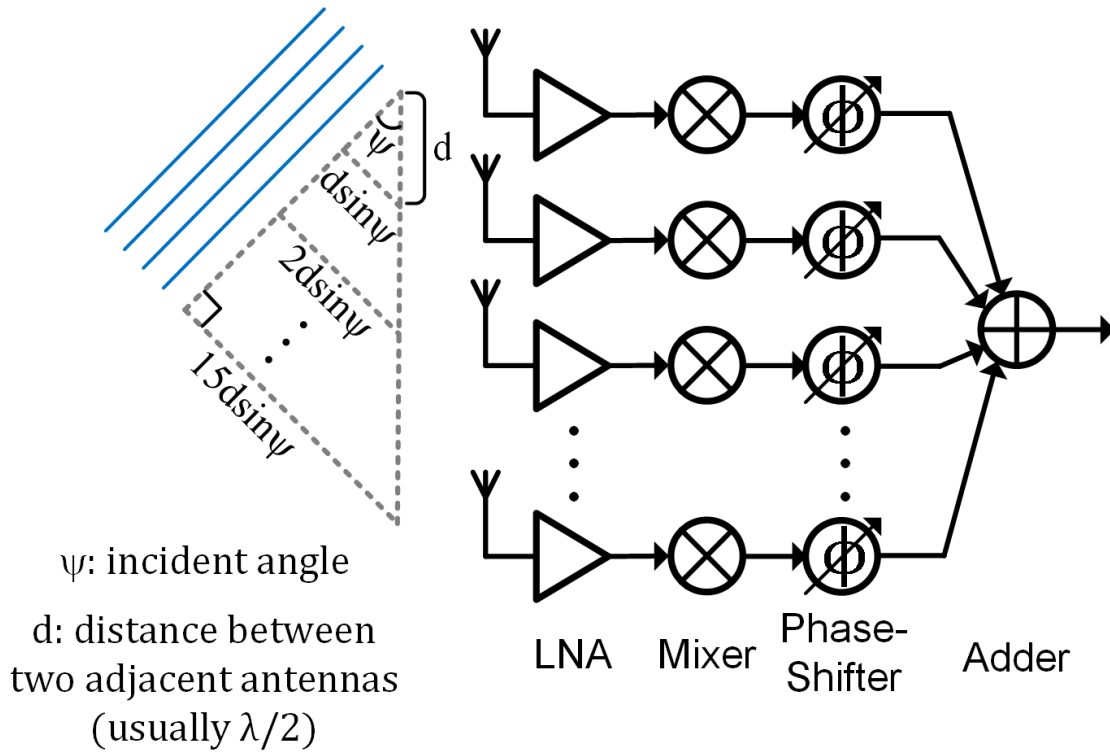 ψ
d
dsinψ
2dsinψ
15dsinψ
ϕ
ϕ
ϕ
ϕ
ψ: incident angle
d: distance between
two adjacent antennas
(usually λ/2)
LNA
Mixer
Phase-
Shifter
Adder